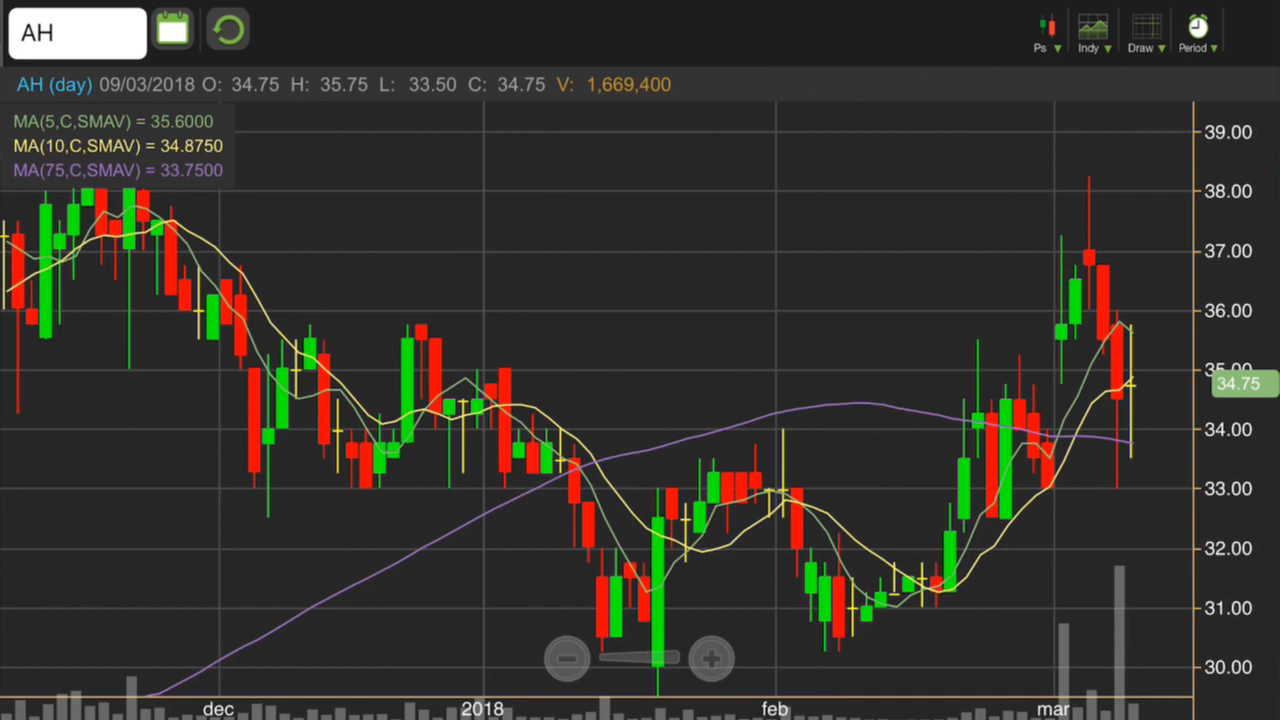 AH
Ps ▼ Indy ▼ Draw ▼ Period ▼
AH (day) 09/03/2018 O: 34.75 H: 35.75 L: 33.50 C: 34.75 V: 1,669,400
MA(5,C,SMAV) = 35.6000
MA(10,C,SMAV) = 34.8750
MA(75,C,SMAV) = 33.7500
39.00
38.00
37.00
36.00
35.00
34.75
34.00
33.00
32.00
31.00
30.00
dec 2018 feb mar